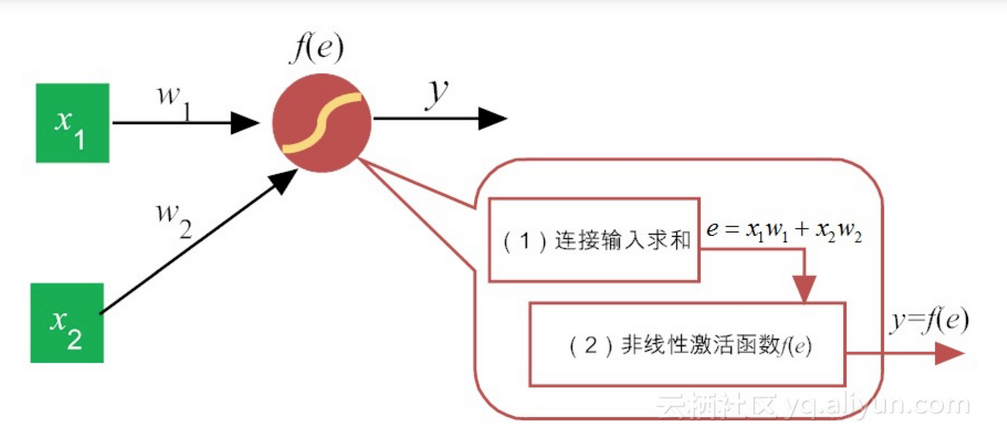 f(e)
x1
w1
y
w2
x2
（1）连接输入求和
e = x1w1 + x2w2
（2）非线性激活函数f(e)
y=f(e)
云栖社区 yq.aliyun.com